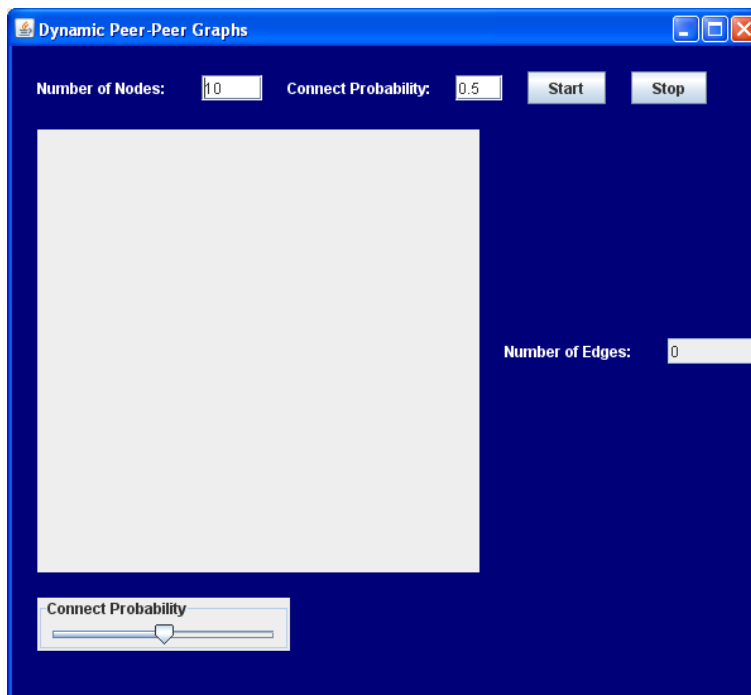 Dynamic Peer-Peer Graphs
Number of Nodes: 10 Connect Probability: 0.5 Start Stop
Number of Edges: 0
Connect Probability